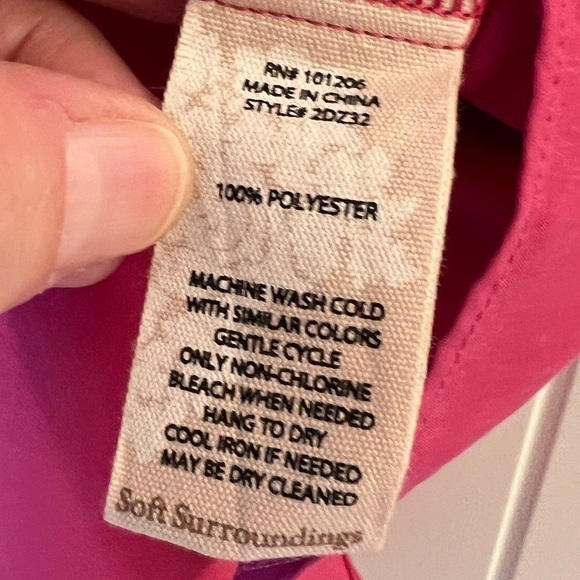 RN# 101206
MADE IN CHINA
STYLE# 2DZ32
100% POLYESTER
MACHINE WASH COLD
WITH SIMILAR COLORS
GENTLE CYCLE
ONLY NON-CHLORINE
BLEACH WHEN NEEDED
HANG TO DRY
COOL IRON IF NEEDED
MAY BE DRY CLEANED
Soft Surroundings